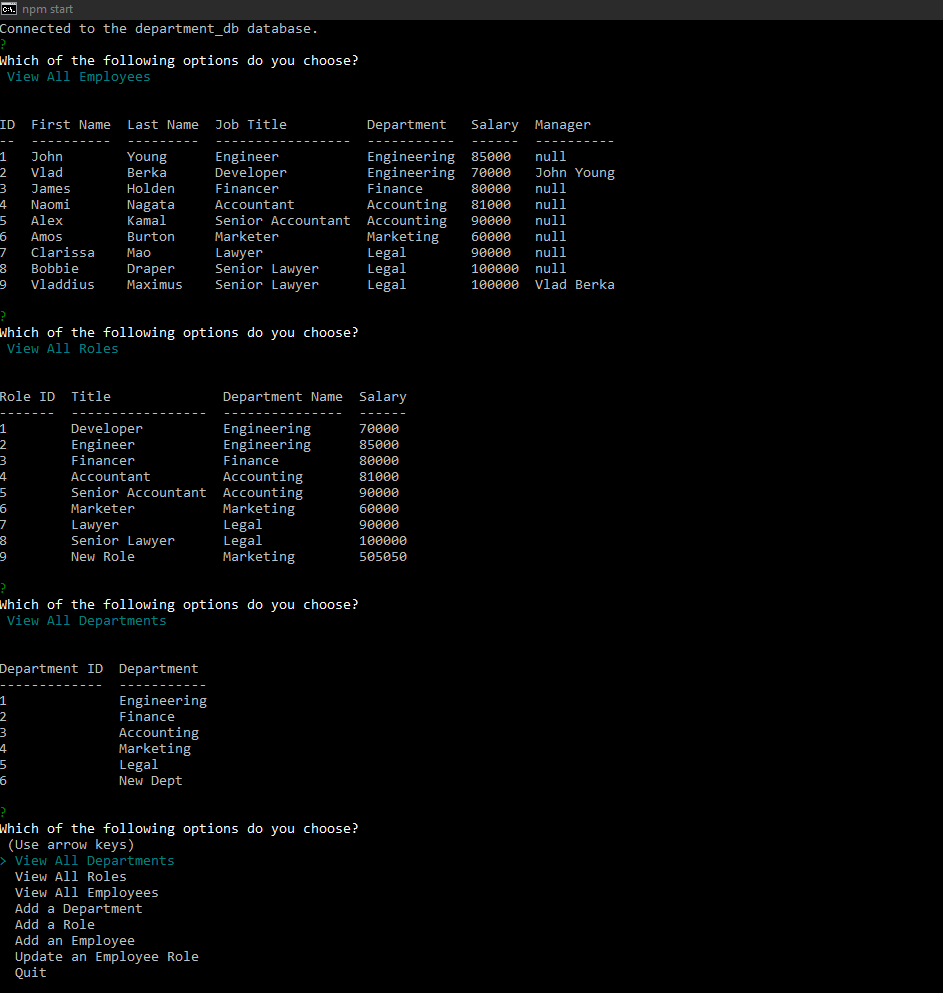 npm start
Connected to the department_db database.
?
Which of the following options do you choose?
 View All Employees
ID  First Name  Last Name  Job Title          Department   Salary  Manager
--  ----------  ---------  -----------------  -----------  ------  ----------
1   John        Young      Engineer           Engineering  85000   null
2   Vlad        Berka      Developer          Engineering  70000   John Young
3   James       Holden     Financer           Finance      80000   null
4   Naomi       Nagata     Accountant         Accounting   81000   null
5   Alex        Kamal      Senior Accountant  Accounting   90000   null
6   Amos        Burton     Marketer           Marketing    60000   null
7   Clarissa    Mao        Lawyer             Legal        90000   null
8   Bobbie      Draper     Senior Lawyer      Legal        100000  null
9   Vladdius    Maximus    Senior Lawyer      Legal        100000  Vlad Berka
?
Which of the following options do you choose?
 View All Roles
Role ID  Title              Department Name  Salary
-------  -----------------  ---------------  ------
1        Developer          Engineering      70000
2        Engineer           Engineering      85000
3        Financer           Finance          80000
4        Accountant         Accounting       81000
5        Senior Accountant  Accounting       90000
6        Marketer           Marketing        60000
7        Lawyer             Legal            90000
8        Senior Lawyer      Legal            100000
9        New Role           Marketing        505050
?
Which of the following options do you choose?
 View All Departments
Department ID  Department
-------------  -----------
1              Engineering
2              Finance
3              Accounting
4              Marketing
5              Legal
6              New Dept
?
Which of the following options do you choose?
 (Use arrow keys)
> View All Departments
  View All Roles
  View All Employees
  Add a Department
  Add a Role
  Add an Employee
  Update an Employee Role
  Quit